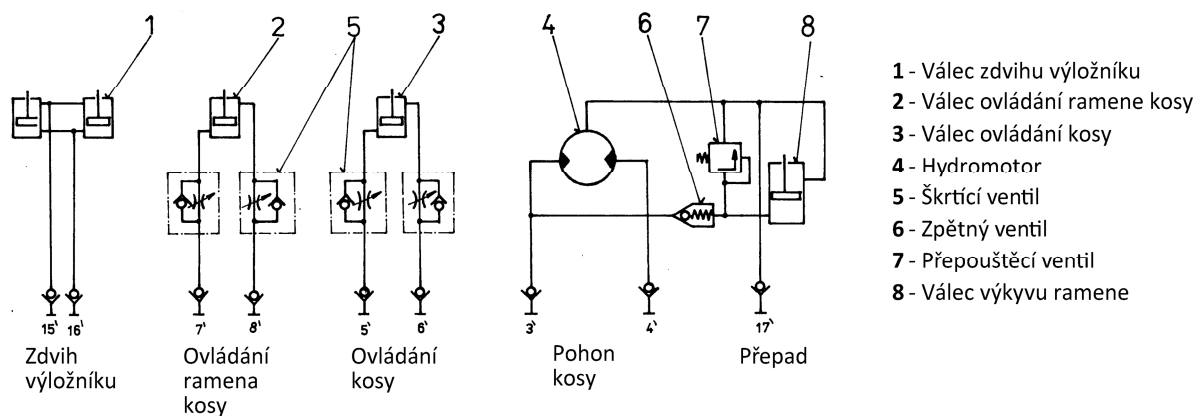 1
2
5
3
4
6
7
8
1 - Válec zdvihu výložníku
2 - Válec ovládání ramene kosy
3 - Válec ovládání kosy
4 - Hydromotor
5 - Škrtící ventil
6 - Zpětný ventil
7 - Přepouštěcí ventil
8 - Válec výkyvu ramene
15'
16'
7'
8'
5'
6'
3'
4'
17'
Zdvih
výložníku
Ovládání
ramena
kosy
Ovládání
kosy
Pohon
kosy
Přepad